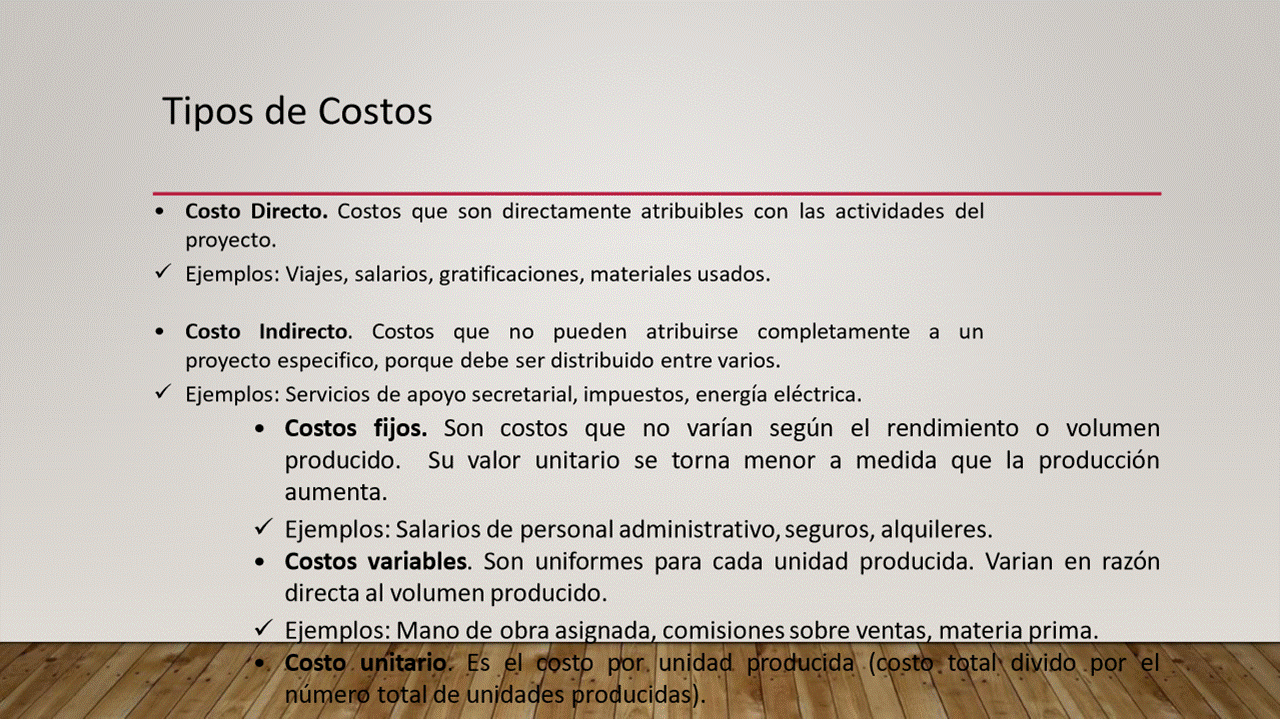 Tipos de Costos
• Costo Directo. Costos que son directamente atribuibles con las actividades del
proyecto.
✓ Ejemplos: Viajes, salarios, gratificaciones, materiales usados.
• Costo Indirecto. Costos que no pueden atribuirse completamente a un
proyecto especifico, porque debe ser distribuido entre varios.
✓ Ejemplos: Servicios de apoyo secretarial, impuestos, energía eléctrica.
• Costos fijos. Son costos que no varían según el rendimiento o volumen
producido. Su valor unitario se torna menor a medida que la producción
aumenta.
✓ Ejemplos: Salarios de personal administrativo, seguros, alquileres.
• Costos variables. Son uniformes para cada unidad producida. Varian en razón
directa al volumen producido.
✓ Ejemplos: Mano de obra asignada, comisiones sobre ventas, materia prima.
• Costo unitario. Es el costo por unidad producida (costo total divido por el
número total de unidades producidas).